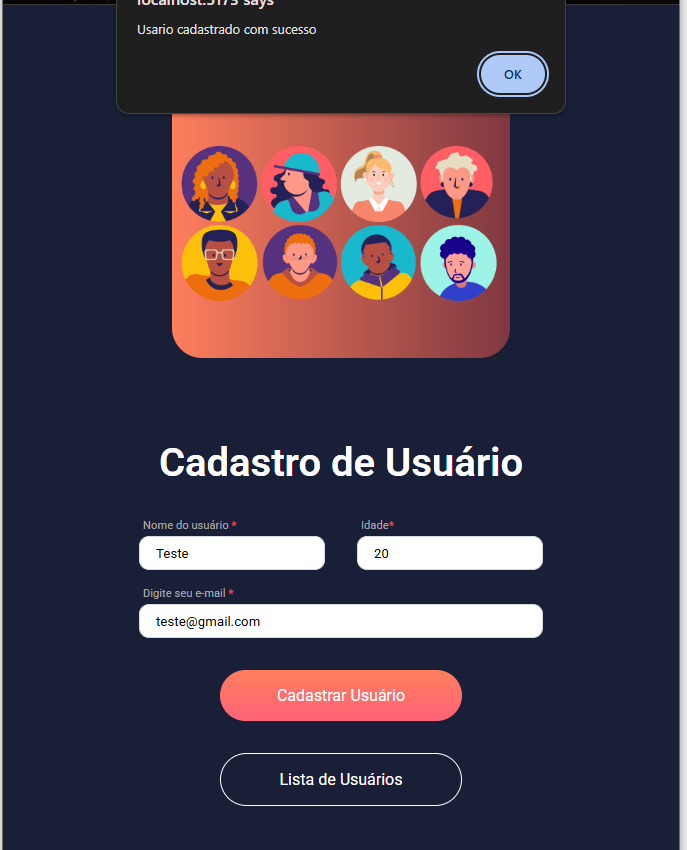 localhost:5173 says
Usario cadastrado com sucesso
OK
Cadastro de Usuário
Nome do usuário *
Idade*
Teste
20
Digite seu e-mail *
teste@gmail.com
Cadastrar Usuário
Lista de Usuários